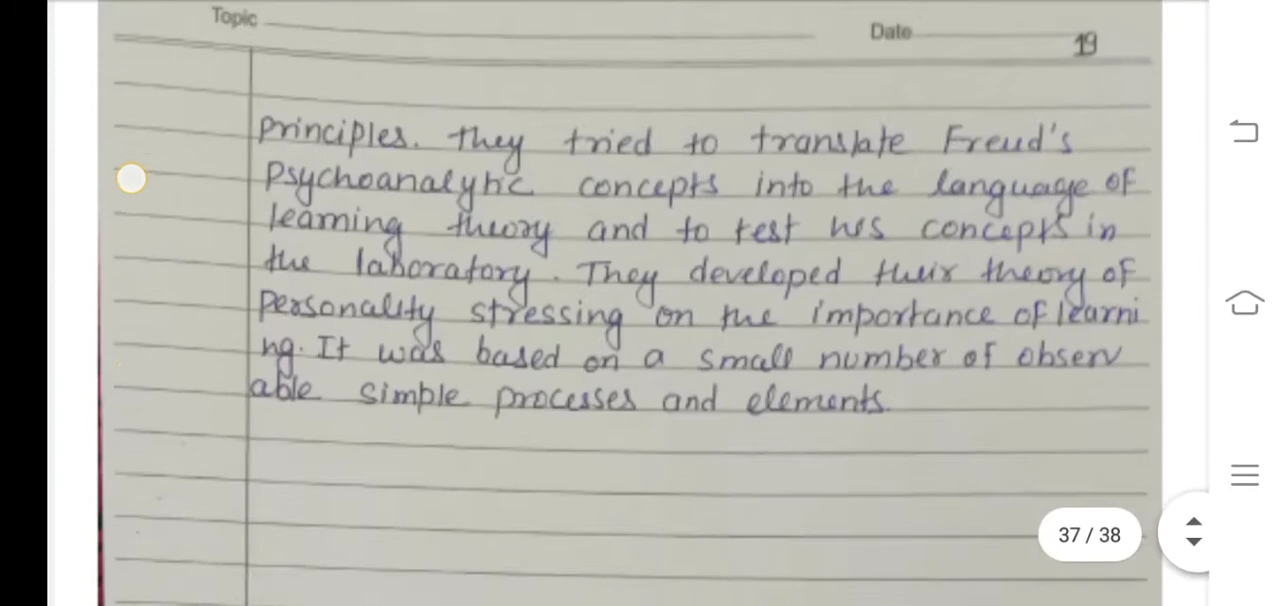 Topic
Date
19
principles. They tried to translate Freud's
Psychoanalytic concepts into the language of
learning theory and to test his concepts in
the laboratory. They developed their theory of
personality stressing on the importance of learni
ng. It was based on a small number of observ
able simple processes and elements.
37 / 38